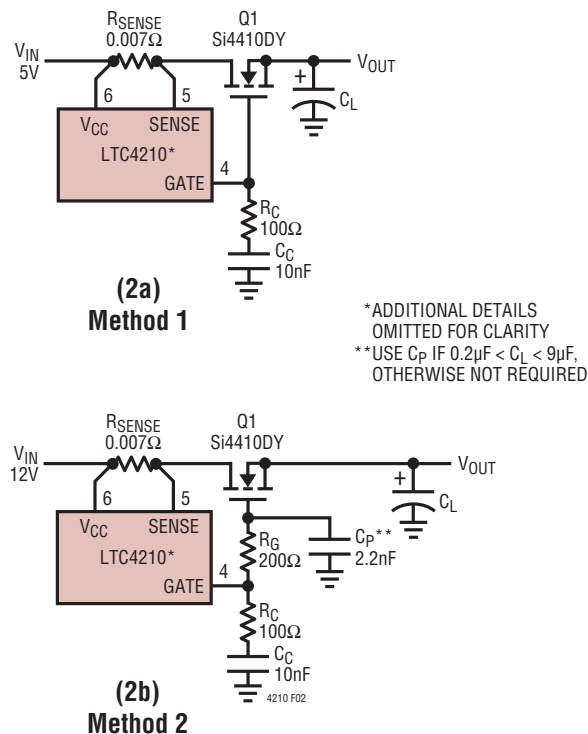 RSENSE
0.007Ω
Q1
Si4410DY
VIN
5V
VOUT
+
CL
6
5
VCC
SENSE
LTC4210*
GATE
4
RC
100Ω
CC
10nF
(2a)
Method 1
*ADDITIONAL DETAILS
OMITTED FOR CLARITY
**USE CP IF 0.2µF < CL < 9µF,
OTHERWISE NOT REQUIRED
RSENSE
0.007Ω
Q1
Si4410DY
VIN
12V
VOUT
+
CL
6
5
VCC
SENSE
LTC4210*
GATE
4
RG
200Ω
CP**
2.2nF
RC
100Ω
CC
10nF
4210 F02
(2b)
Method 2